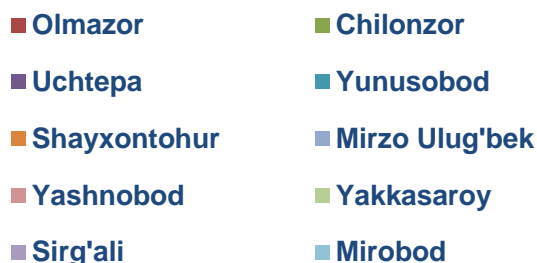 Olmazor Chilonzor
Uchtepa Yunusobod
Shayxontohur Mirzo Ulug'bek
Yashnobod Yakkasaroy
Sirg'ali Mirobod